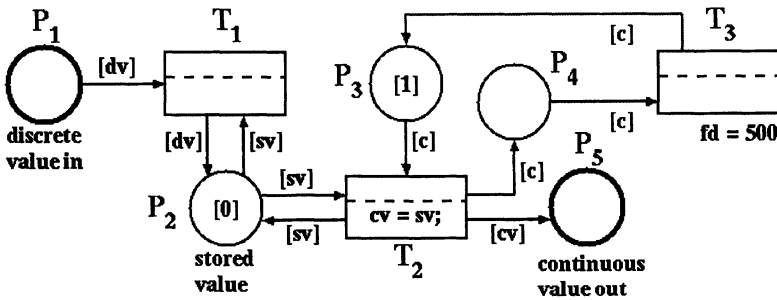 P1
T1
T3
[c]
[dv]
P3
[1]
P4
[c]
discrete
value in
[dv]
[sv]
[c]
fd = 500
P2
[0]
[sv]
[sv]
cv = sv;
[c]
[cv]
P5
stored
value
T2
continuous
value out